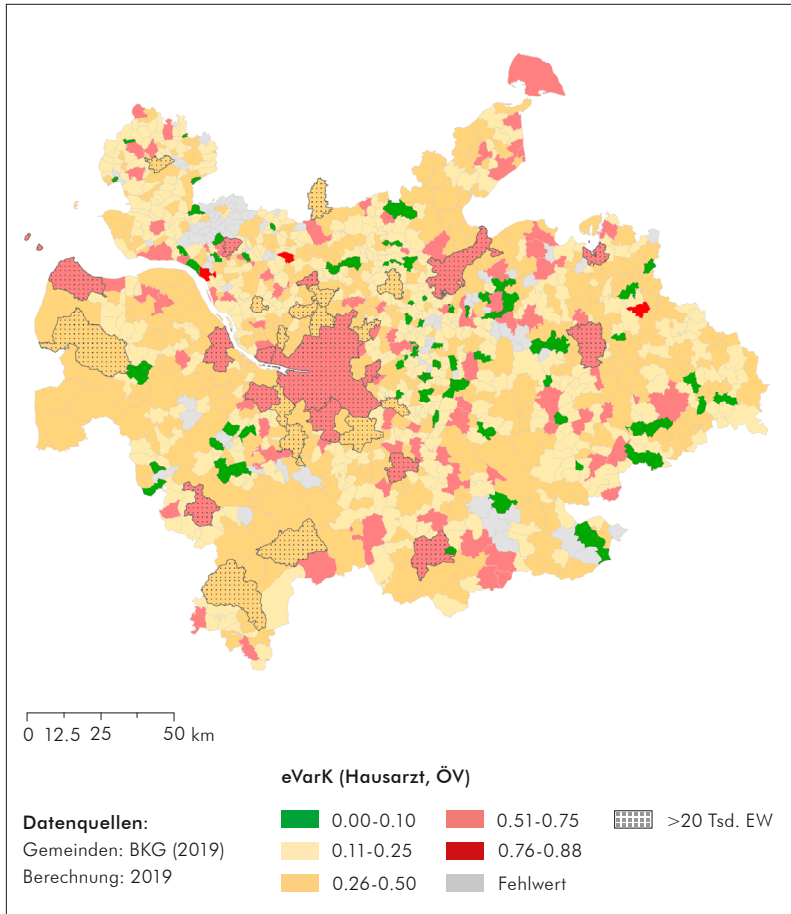 0 12.5 25 50 km
eVarK (Hausarzt, ÖV)
Datenquellen:
Gemeinden: BKG (2019)
Berechnung: 2019
0.00-0.10
0.11-0.25
0.26-0.50
0.51-0.75
0.76-0.88
Fehlwert
>20 Tsd. EW